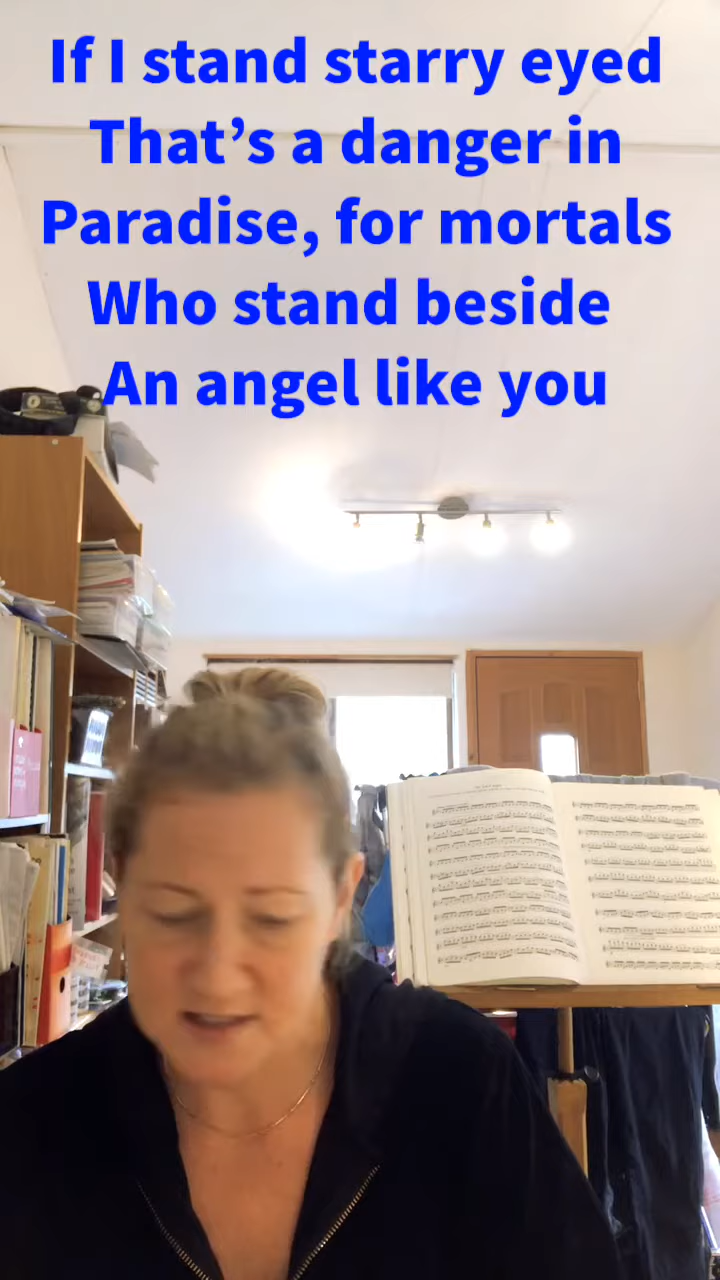 If I stand starry eyed
That’s a danger in
Paradise, for mortals
Who stand beside
An angel like you